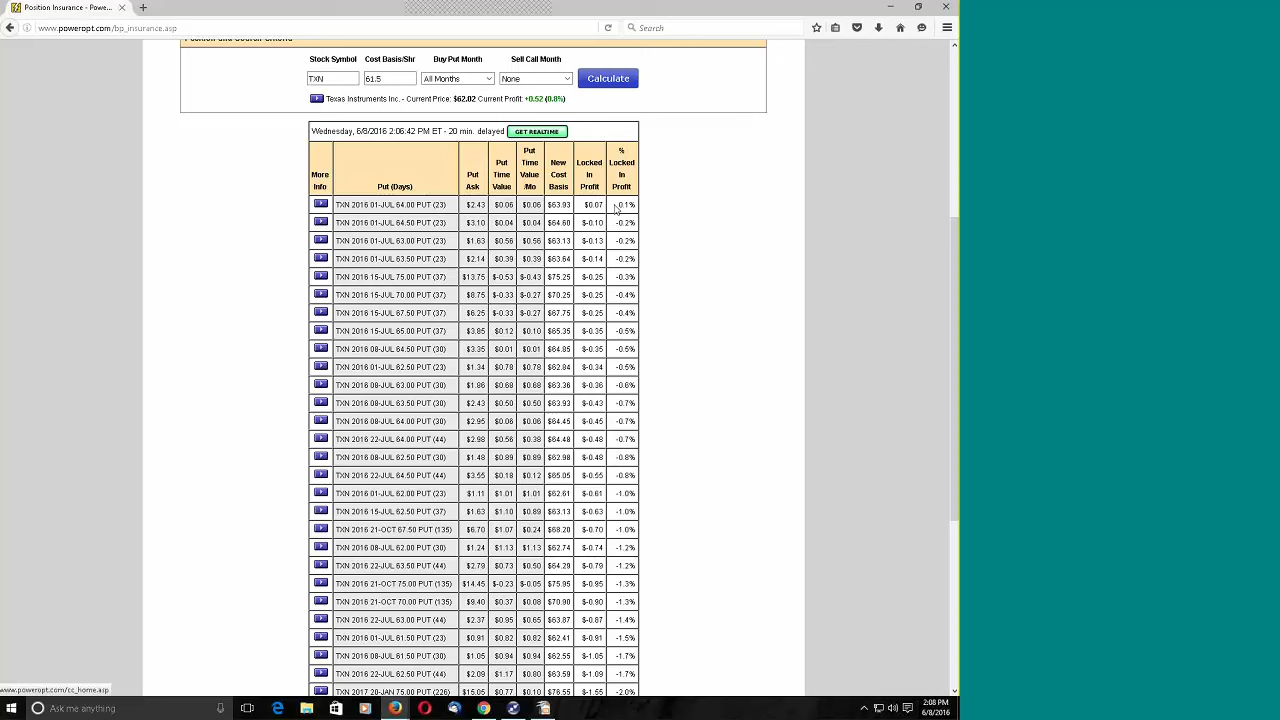 Position Insurance - Powe...
www.poweropt.com/bp_insurance.asp
Search
Position and Search Criteria
Stock Symbol Cost Basis/Shr Buy Put Month Sell Call Month
TXN 61.5 All Months None Calculate
Texas Instruments Inc. - Current Price: $62.02 Current Profit: +0.52 (0.8%)
Wednesday, 6/8/2016 2:06:42 PM ET - 20 min. delayed GET REALTIME
More Info Put (Days) Put Ask Put Time Value Put Time Value /Mo New Cost Basis Locked In Profit % Locked In Profit
TXN 2016 01-JUL 64.00 PUT (23) $2.43 $0.06 $0.06 $63.93 $0.07 0.1%
TXN 2016 01-JUL 64.50 PUT (23) $3.10 $0.04 $0.04 $64.60 $-0.10 -0.2%
TXN 2016 01-JUL 63.00 PUT (23) $1.63 $0.56 $0.56 $63.13 $-0.13 -0.2%
TXN 2016 01-JUL 63.50 PUT (23) $2.14 $0.39 $0.39 $63.64 $-0.14 -0.2%
TXN 2016 15-JUL 75.00 PUT (37) $13.75 $-0.53 $-0.43 $75.25 $-0.25 -0.3%
TXN 2016 15-JUL 70.00 PUT (37) $8.75 $-0.33 $-0.27 $70.25 $-0.25 -0.4%
TXN 2016 15-JUL 67.50 PUT (37) $6.25 $-0.33 $-0.27 $67.75 $-0.25 -0.4%
TXN 2016 15-JUL 65.00 PUT (37) $3.85 $0.12 $0.10 $65.35 $-0.35 -0.5%
TXN 2016 08-JUL 64.50 PUT (30) $3.35 $0.01 $0.01 $64.85 $-0.35 -0.5%
TXN 2016 01-JUL 62.50 PUT (23) $1.34 $0.78 $0.78 $62.84 $-0.34 -0.5%
TXN 2016 08-JUL 63.00 PUT (30) $1.86 $0.68 $0.68 $63.36 $-0.36 -0.6%
TXN 2016 08-JUL 63.50 PUT (30) $2.43 $0.50 $0.50 $63.93 $-0.43 -0.7%
TXN 2016 08-JUL 64.00 PUT (30) $2.95 $0.06 $0.06 $64.45 $-0.45 -0.7%
TXN 2016 22-JUL 64.00 PUT (44) $2.98 $0.56 $0.38 $64.48 $-0.48 -0.7%
TXN 2016 08-JUL 62.50 PUT (30) $1.48 $0.89 $0.89 $62.98 $-0.48 -0.8%
TXN 2016 22-JUL 64.50 PUT (44) $3.55 $0.18 $0.12 $65.05 $-0.55 -0.8%
TXN 2016 01-JUL 62.00 PUT (23) $1.11 $1.01 $1.01 $62.61 $-0.61 -1.0%
TXN 2016 15-JUL 62.50 PUT (37) $1.63 $1.10 $0.89 $63.13 $-0.63 -1.0%
TXN 2016 21-OCT 67.50 PUT (135) $6.70 $1.07 $0.24 $68.20 $-0.70 -1.0%
TXN 2016 08-JUL 62.00 PUT (30) $1.24 $1.13 $1.13 $62.74 $-0.74 -1.2%
TXN 2016 22-JUL 63.50 PUT (44) $2.79 $0.73 $0.50 $64.29 $-0.79 -1.2%
TXN 2016 21-OCT 75.00 PUT (135) $14.45 $-0.23 $-0.05 $75.95 $-0.95 -1.3%
TXN 2016 21-OCT 70.00 PUT (135) $9.40 $0.37 $0.08 $70.90 $-0.90 -1.3%
TXN 2016 22-JUL 63.00 PUT (44) $2.37 $0.95 $0.65 $63.87 $-0.87 -1.4%
TXN 2016 01-JUL 61.50 PUT (23) $0.91 $0.82 $0.82 $62.41 $-0.91 -1.5%
TXN 2016 08-JUL 61.50 PUT (30) $1.05 $0.94 $0.94 $62.55 $-1.05 -1.7%
TXN 2016 22-JUL 62.50 PUT (44) $2.09 $1.17 $0.80 $63.59 $-1.09 -1.7%
TXN 2017 20-JAN 75.00 PUT (226) $15.05 $0.77 $0.10 $76.55 $-1.55 -2.0%
www.poweropt.com/cc_home.asp
Ask me anything
2:08 PM
6/8/2016